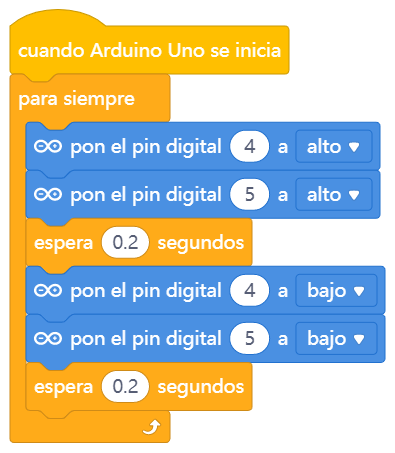 cuando Arduino Uno se inicia
para siempre
pon el pin digital 4 a alto
pon el pin digital 5 a alto
espera 0.2 segundos
pon el pin digital 4 a bajo
pon el pin digital 5 a bajo
espera 0.2 segundos